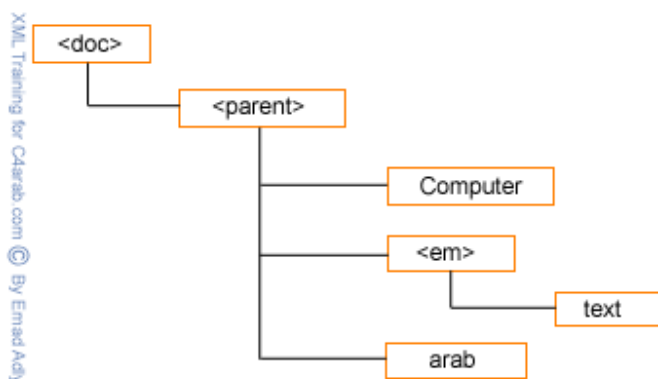 <doc>
<parent>
Computer
<em>
text
arab
XML Training for C4arab.com © By Emad Adly